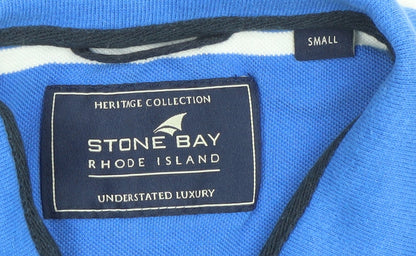 SMALL
HERITAGE COLLECTION
STONE BAY
RHODE ISLAND
UNDERSTATED LUXURY